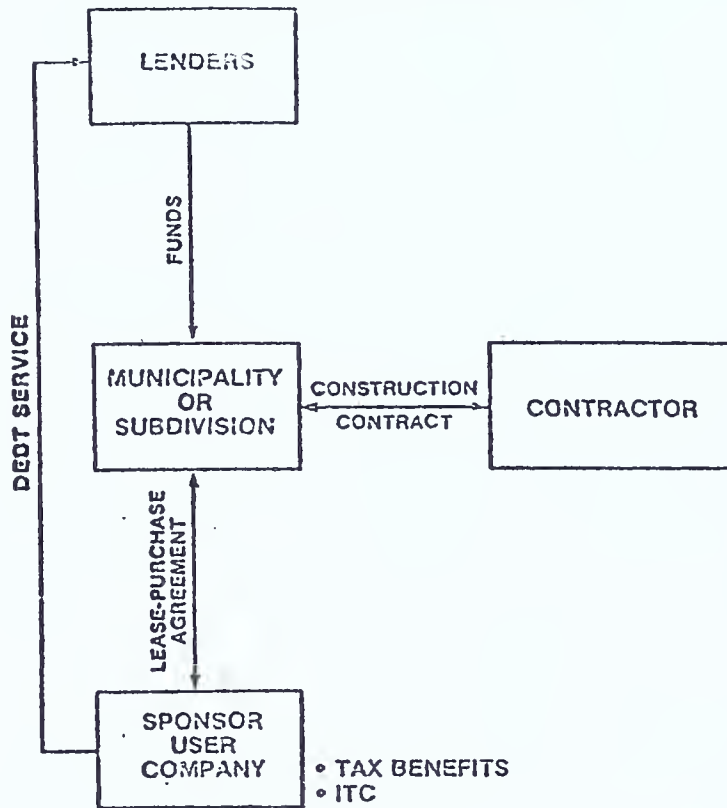 LENDERS
FUNDS
DEBT SERVICE
MUNICIPALITY
OR
SUBDIVISION
CONSTRUCTION
CONTRACT
CONTRACTOR
LEASE-PURCHASE
AGREEMENT
SPONSOR
USER
COMPANY
• TAX BENEFITS
• ITC